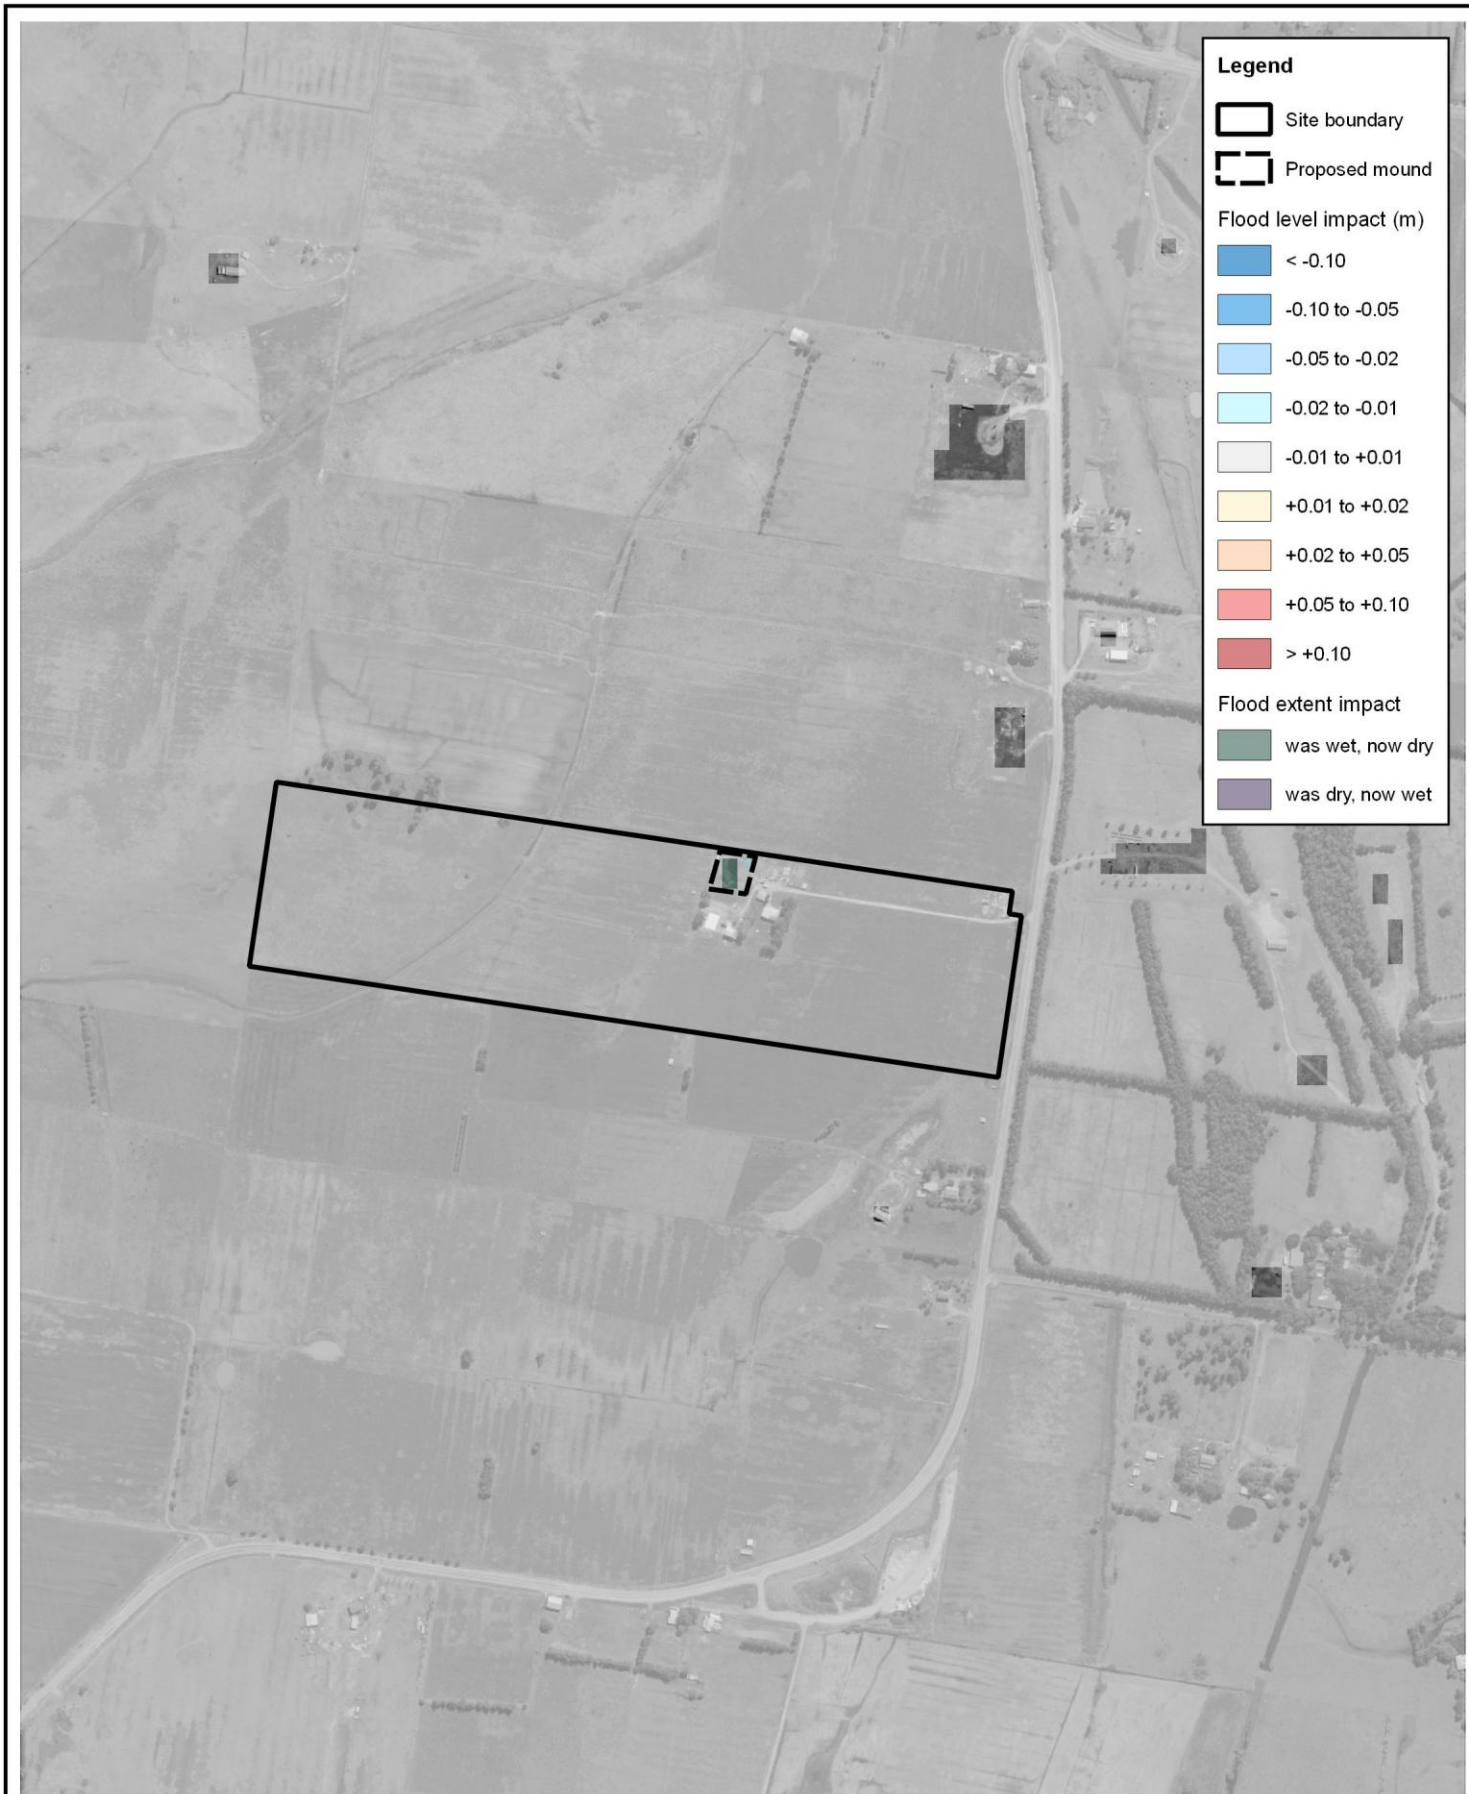 Legend
Site boundary
Proposed mound
Flood level impact (m)
< -0.10
-0.10 to -0.05
-0.05 to -0.02
-0.02 to -0.01
-0.01 to +0.01
+0.01 to +0.02
+0.02 to +0.05
+0.05 to +0.10
> +0.10
Flood extent impact
was wet, now dry
was dry, now wet